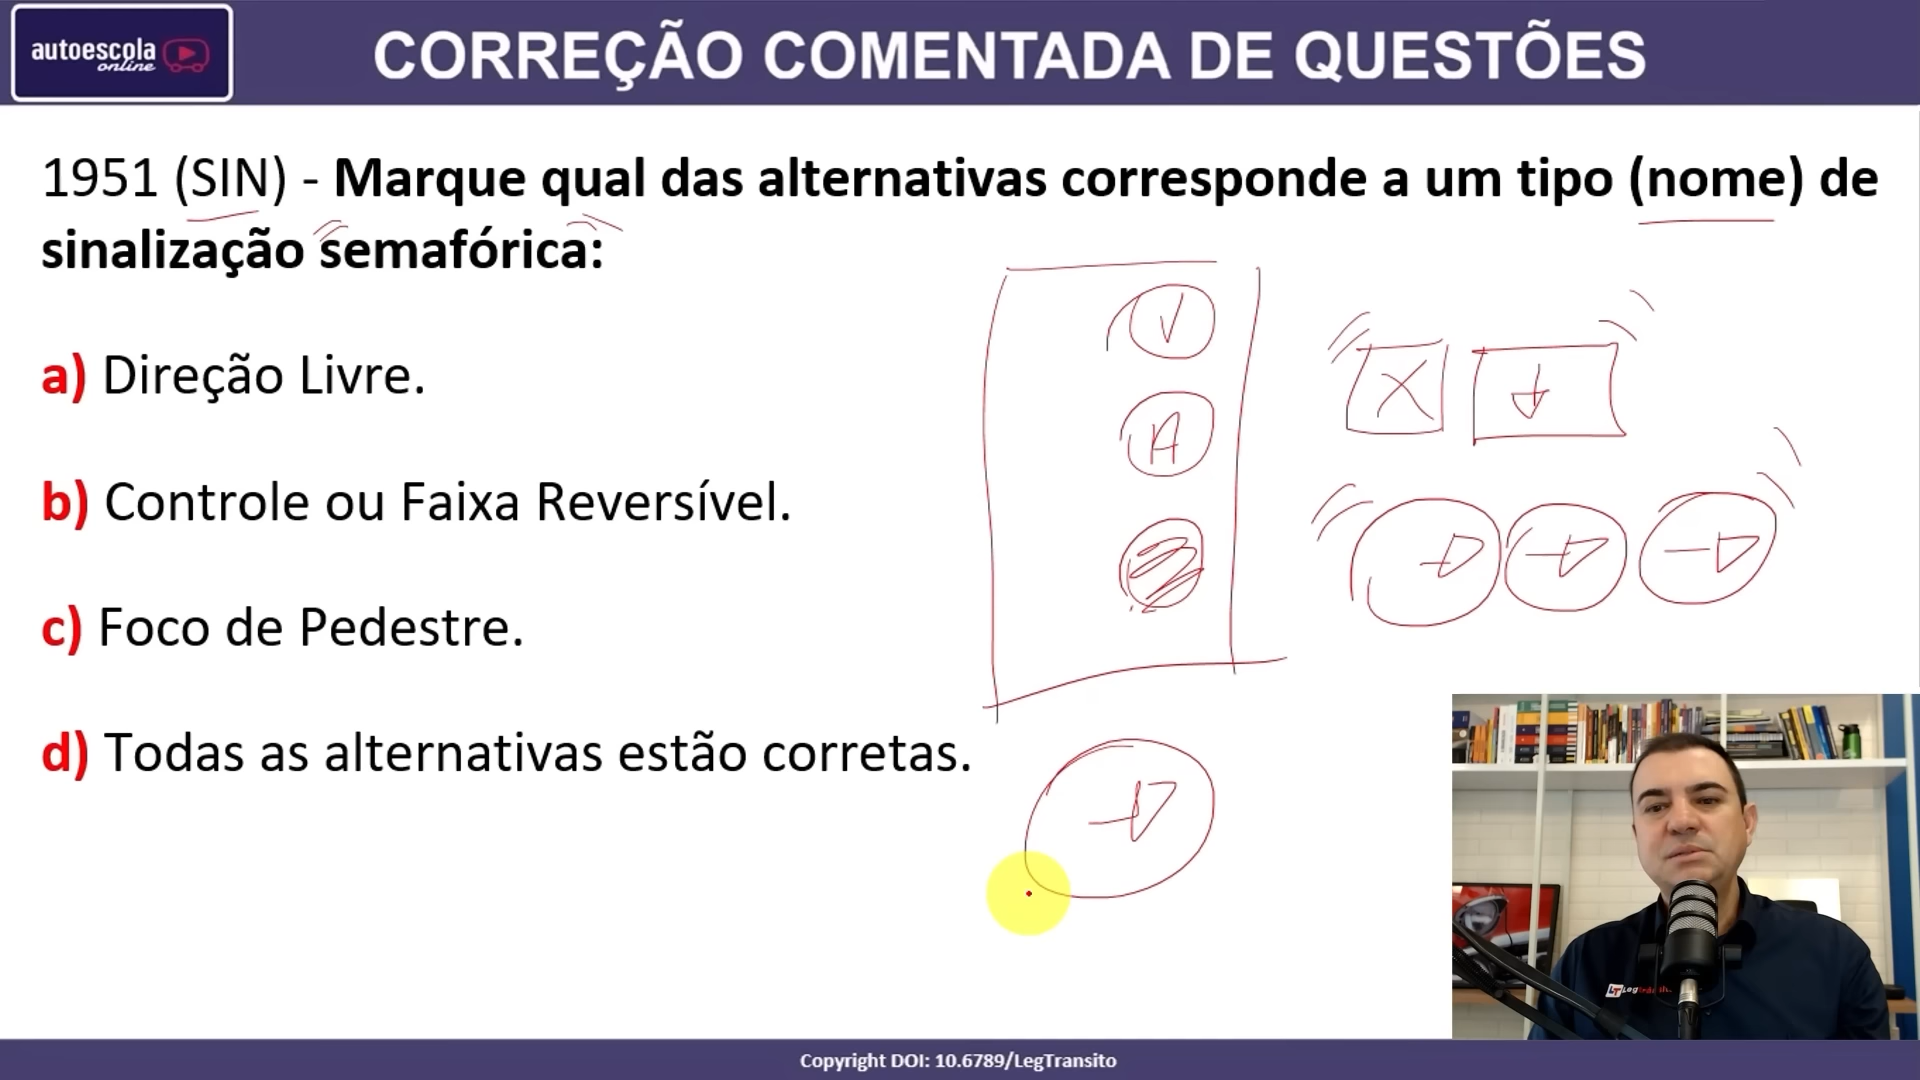 autoescola
online
CORREÇÃO COMENTADA DE QUESTÕES
1951 (SIN) - Marque qual das alternativas corresponde a um tipo (nome) de
sinalização semafórica:
a) Direção Livre.
b) Controle ou Faixa Reversível.
c) Foco de Pedestre.
d) Todas as alternativas estão corretas.
V
A
X
Copyright DOI: 10.6789/LegTransito